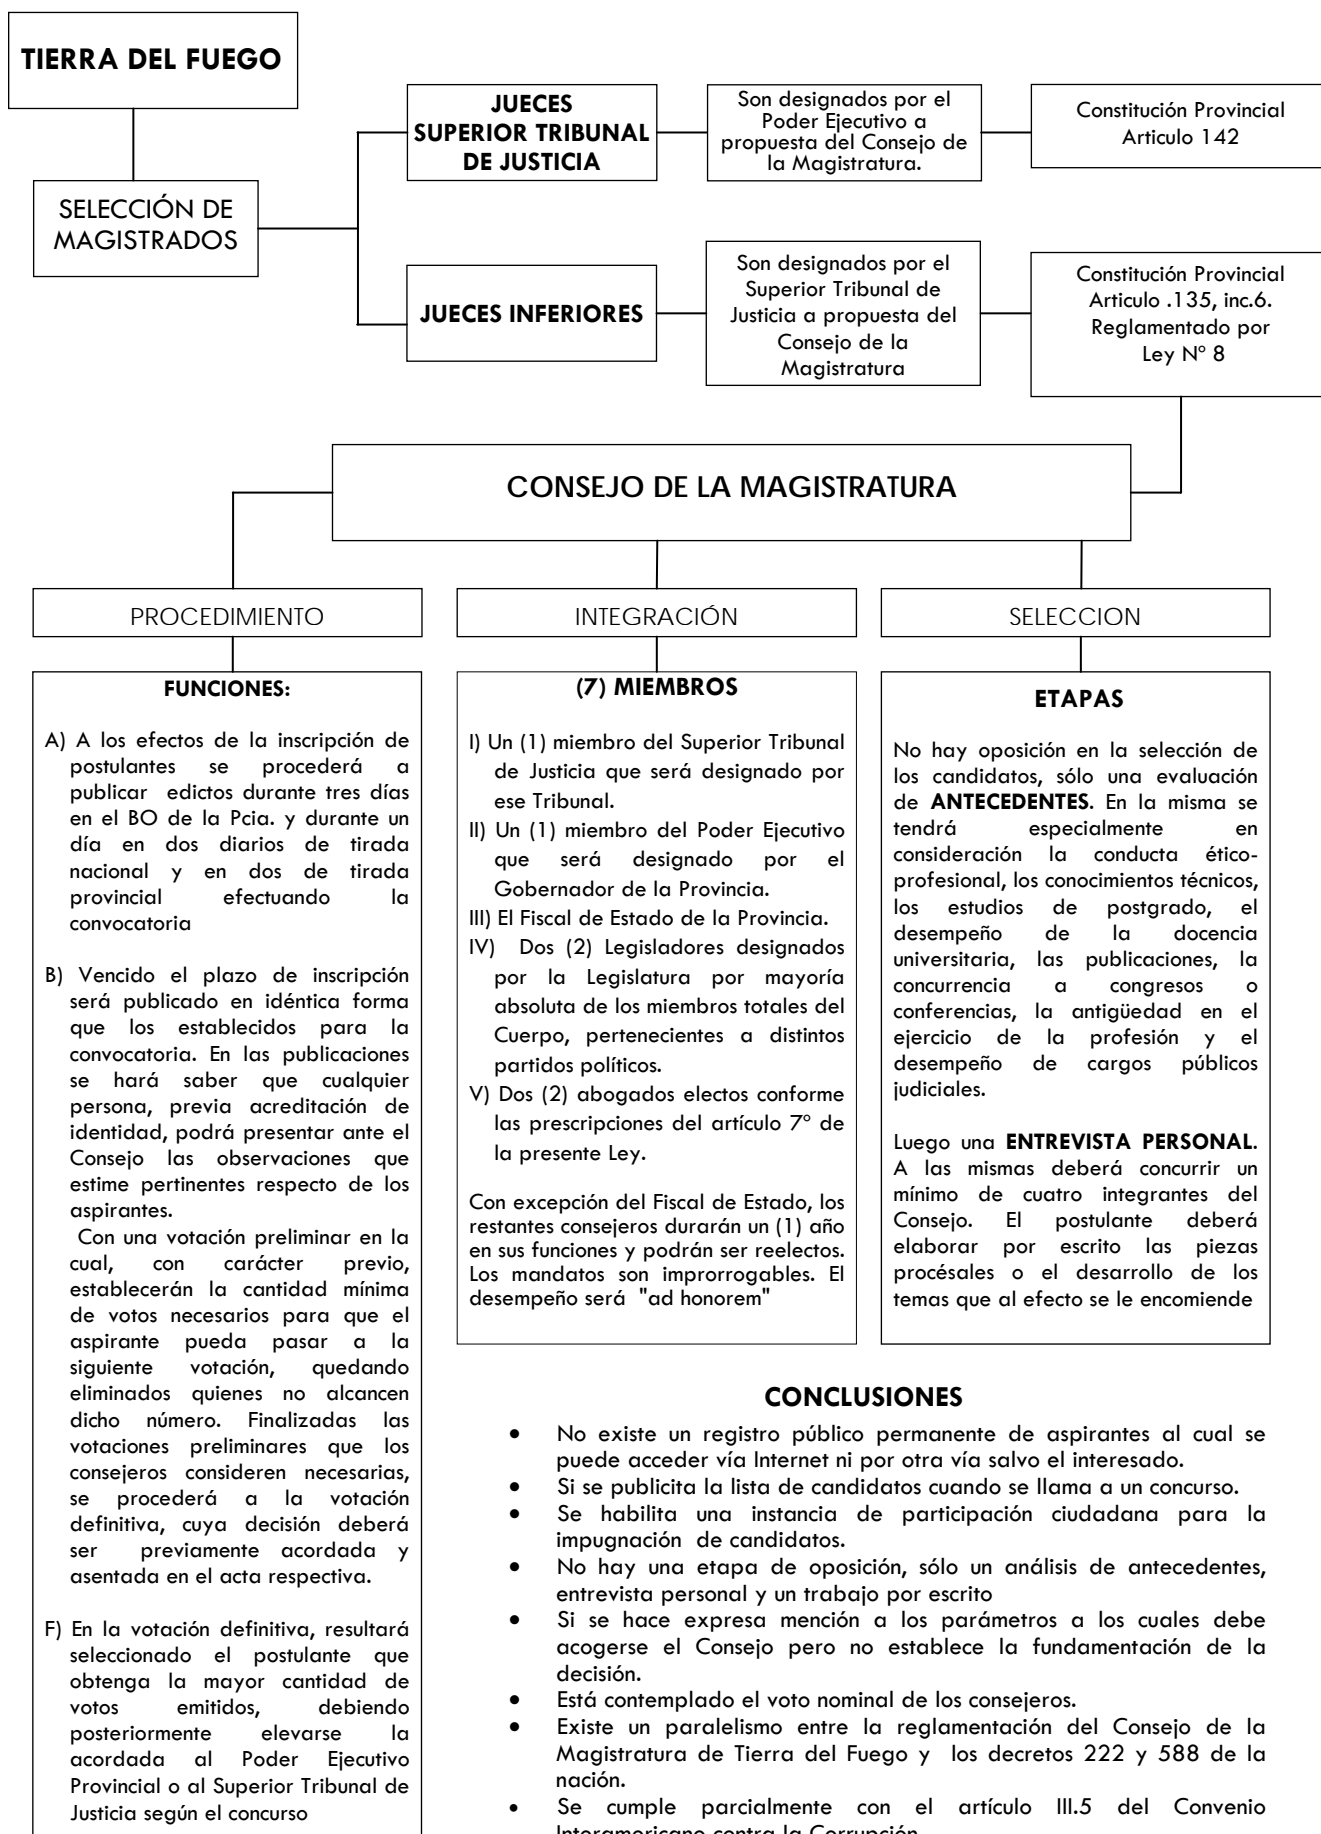 TIERRA DEL FUEGO
SELECCIÓN DE
MAGISTRADOS
JUECES
SUPERIOR TRIBUNAL
DE JUSTICIA
Son designados por el
Poder Ejecutivo a
propuesta del Consejo de
la Magistratura.
Constitución Provincial
Articulo 142
JUECES INFERIORES
Son designados por el
Superior Tribunal de
Justicia a propuesta del
Consejo de la
Magistratura
Constitución Provincial
Articulo .135, inc.6.
Reglamentado por
Ley Nº 8
CONSEJO DE LA MAGISTRATURA
PROCEDIMIENTO
FUNCIONES:
A) A los efectos de la inscripción de
postulantes se procederá a
publicar edictos durante tres días
en el BO de la Pcia. y durante un
día en dos diarios de tirada
nacional y en dos de tirada
provincial efectuando la
convocatoria
B) Vencido el plazo de inscripción
será publicado en idéntica forma
que los establecidos para la
convocatoria. En las publicaciones
se hará saber que cualquier
persona, previa acreditación de
identidad, podrá presentar ante el
Consejo las observaciones que
estime pertinentes respecto de los
aspirantes.
Con una votación preliminar en la
cual, con carácter previo,
establecerán la cantidad mínima
de votos necesarios para que el
aspirante pueda pasar a la
siguiente votación, quedando
eliminados quienes no alcancen
dicho número. Finalizadas las
votaciones preliminares que los
consejeros consideren necesarias,
se procederá a la votación
definitiva, cuya decisión deberá
ser previamente acordada y
asentada en el acta respectiva.
F) En la votación definitiva, resultará
seleccionado el postulante que
obtenga la mayor cantidad de
votos emitidos, debiendo
posteriormente elevarse la
acordada al Poder Ejecutivo
Provincial o al Superior Tribunal de
Justicia según el concurso
INTEGRACIÓN
(7) MIEMBROS
I) Un (1) miembro del Superior Tribunal
de Justicia que será designado por
ese Tribunal.
II) Un (1) miembro del Poder Ejecutivo
que será designado por el
Gobernador de la Provincia.
III) El Fiscal de Estado de la Provincia.
IV) Dos (2) Legisladores designados
por la Legislatura por mayoría
absoluta de los miembros totales del
Cuerpo, pertenecientes a distintos
partidos políticos.
V) Dos (2) abogados electos conforme
las prescripciones del artículo 7º de
la presente Ley.
Con excepción del Fiscal de Estado, los
restantes consejeros durarán un (1) año
en sus funciones y podrán ser reelectos.
Los mandatos son improrrogables. El
desempeño será "ad honorem"
SELECCION
ETAPAS
No hay oposición en la selección de
los candidatos, sólo una evaluación
de ANTECEDENTES. En la misma se
tendrá especialmente en
consideración la conducta ético-
profesional, los conocimientos técnicos,
los estudios de postgrado, el
desempeño de la docencia
universitaria, las publicaciones, la
concurrencia a congresos o
conferencias, la antigüedad en el
ejercicio de la profesión y el
desempeño de cargos públicos
judiciales.
Luego una ENTREVISTA PERSONAL.
A las mismas deberá concurrir un
mínimo de cuatro integrantes del
Consejo. El postulante deberá
elaborar por escrito las piezas
procésales o el desarrollo de los
temas que al efecto se le encomiende
CONCLUSIONES
• No existe un registro público permanente de aspirantes al cual se
puede acceder vía Internet ni por otra vía salvo el interesado.
• Si se publicita la lista de candidatos cuando se llama a un concurso.
• Se habilita una instancia de participación ciudadana para la
impugnación de candidatos.
• No hay una etapa de oposición, sólo un análisis de antecedentes,
entrevista personal y un trabajo por escrito
• Si se hace expresa mención a los parámetros a los cuales debe
acogerse el Consejo pero no establece la fundamentación de la
decisión.
• Está contemplado el voto nominal de los consejeros.
• Existe un paralelismo entre la reglamentación del Consejo de la
Magistratura de Tierra del Fuego y los decretos 222 y 588 de la
nación.
• Se cumple parcialmente con el artículo III.5 del Convenio
Interamericano contra la Corrupción